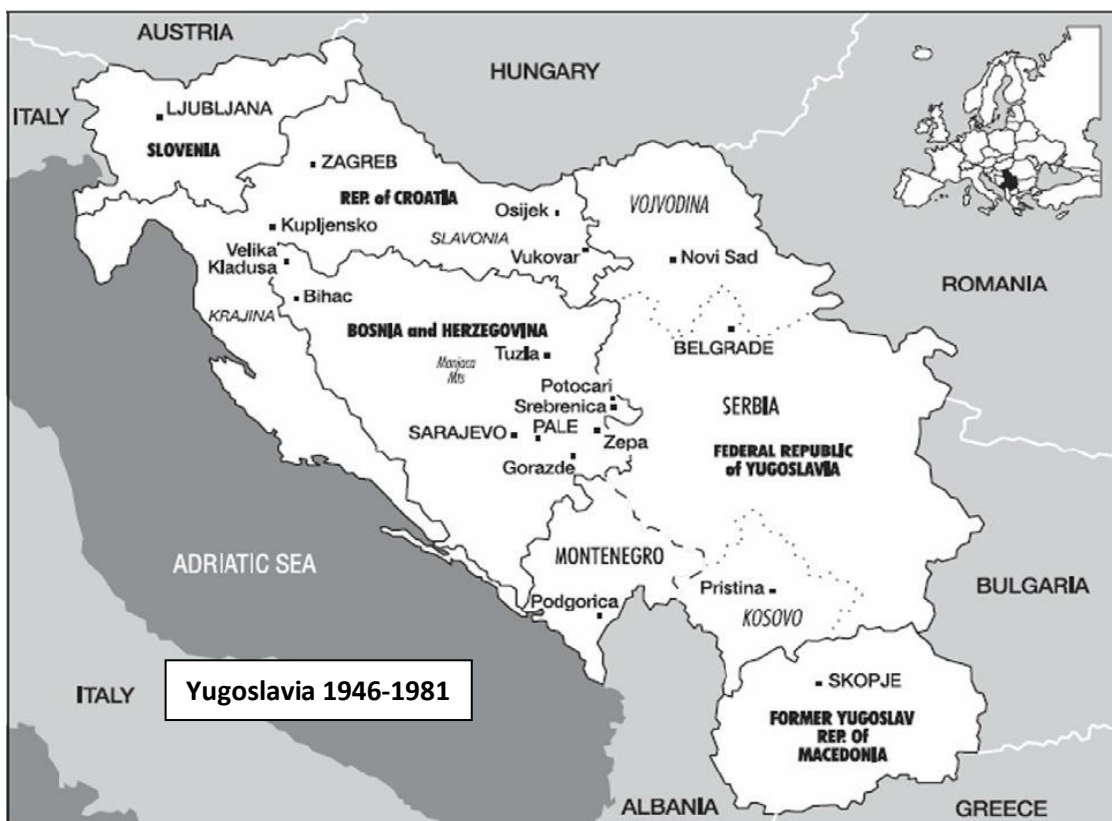 AUSTRIA
HUNGARY
ITALY
LJUBLJANA
SLOVENIA
ZAGREB
REP. of CROATIA
Osijek
VOJVODINA
Kupljensko
SLAVONIA
Velika
Kladusa
Vukovar
Novi Sad
ROMANIA
Bihac
KRAJINA
BOSNIA and HERZEGOVINA
BELGRADE
Tuzla
Manjaca
Mts
Potocari
Srebrenica
SERBIA
SARAJEVO
PALE
Zepa
FEDERAL REPUBLIC
of YUGOSLAVIA
Gorazde
ADRIATIC SEA
MONTENEGRO
Pristina
BULGARIA
Podgorica
KOSOVO
ITALY
Yugoslavia 1946-1981
SKOPJE
FORMER YUGOSLAV
REP. of
MACEDONIA
ALBANIA
GREECE